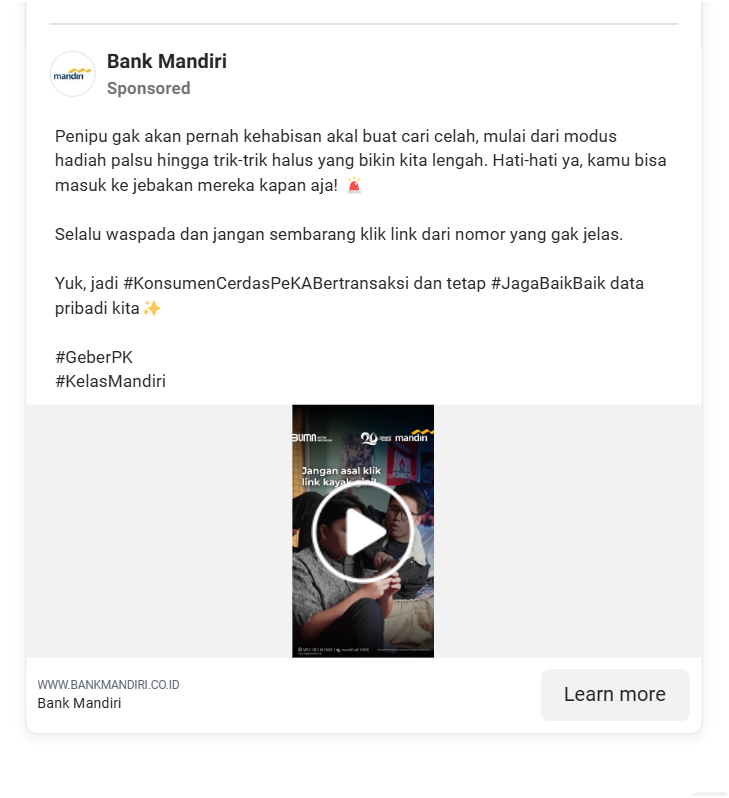 mandiri
Bank Mandiri
Sponsored
Penipu gak akan pernah kehabisan akal buat cari celah, mulai dari modus
hadiah palsu hingga trik-trik halus yang bikin kita lengah. Hati-hati ya, kamu bisa
masuk ke jebakan mereka kapan aja! 🚨
Selalu waspada dan jangan sembarang klik link dari nomor yang gak jelas.
Yuk, jadi #KonsumenCerdasPeKABertransaksi dan tetap #JagaBaikBaik data
pribadi kita✨
#GeberPK
#KelasMandiri
BUMN mandiri
Jangan asal klik
link kayak gini!
WWW.BANKMANDIRI.CO.ID
Bank Mandiri
Learn more